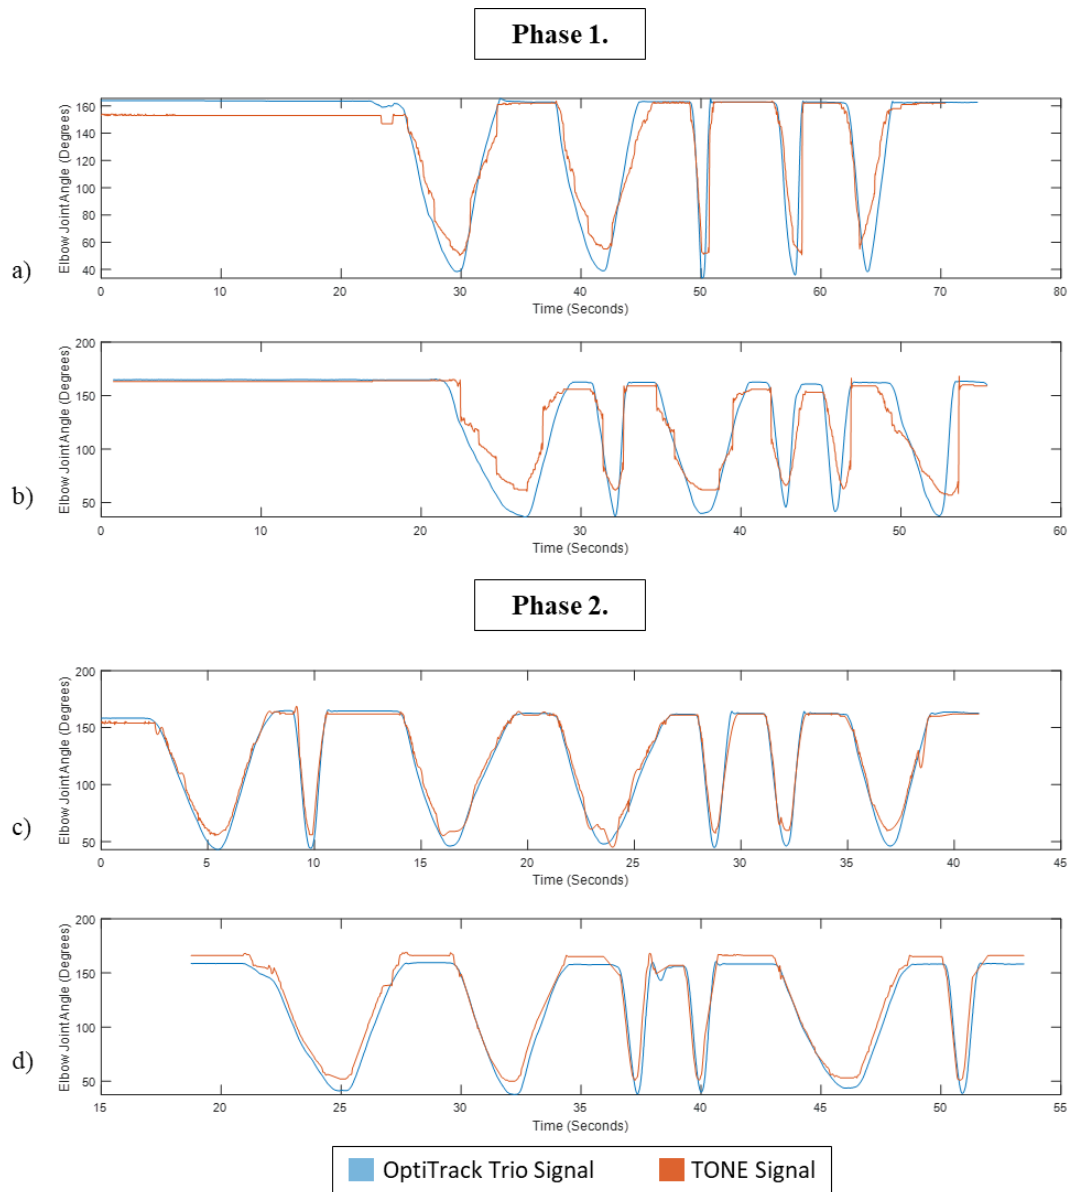 Phase 1.
a)
Elbow Joint Angle (Degrees)
160
140
120
100
80
60
40
0 10 20 30 40 50 60 70 80
Time (Seconds)
b)
Elbow Joint Angle (Degrees)
200
150
100
50
0 10 20 30 40 50 60
Time (Seconds)
Phase 2.
c)
Elbow Joint Angle (Degrees)
200
150
100
50
0 5 10 15 20 25 30 35 40 45
Time (Seconds)
d)
Elbow Joint Angle (Degrees)
200
150
100
50
15 20 25 30 35 40 45 50 55
Time (Seconds)
OptiTrack Trio Signal TONE Signal